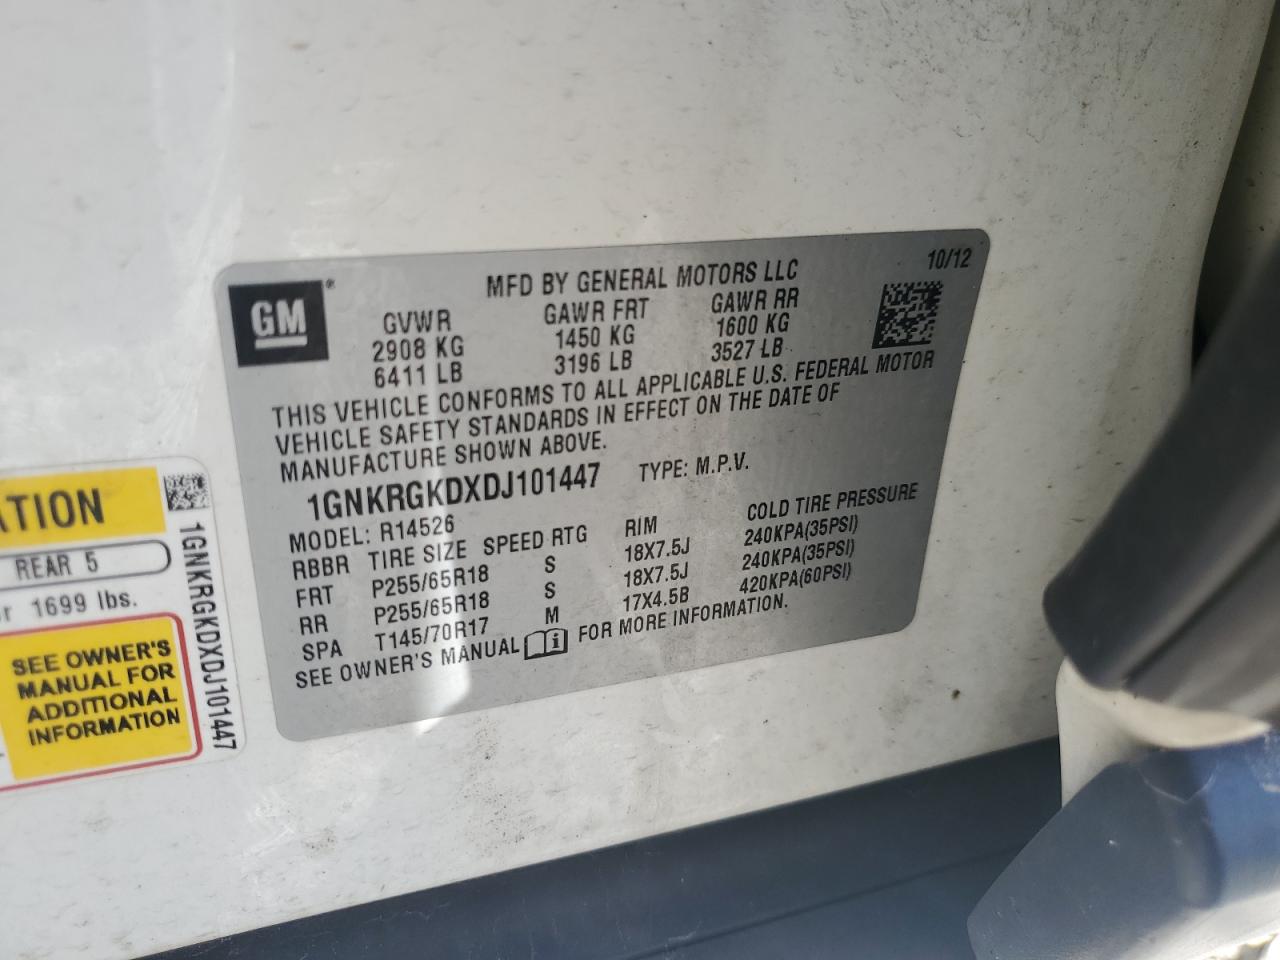 GM®
MFD BY GENERAL MOTORS LLC
10/12
GVWR GAWR FRT GAWR RR
2908 KG 1450 KG 1600 KG
6411 LB 3196 LB 3527 LB
THIS VEHICLE CONFORMS TO ALL APPLICABLE U.S. FEDERAL MOTOR
VEHICLE SAFETY STANDARDS IN EFFECT ON THE DATE OF
MANUFACTURE SHOWN ABOVE.
1GNKRGKDXDJ101447 TYPE: M.P.V.
MODEL: R14526
RBBR TIRE SIZE SPEED RTG RIM COLD TIRE PRESSURE
FRT P255/65R18 S 18X7.5J 240KPA(35PSI)
RR P255/65R18 S 18X7.5J 240KPA(35PSI)
SPA T145/70R17 M 17X4.5B 420KPA(60PSI)
SEE OWNER'S MANUAL i FOR MORE INFORMATION.
ATION
REAR 5
r 1699 lbs.
SEE OWNER'S
MANUAL FOR
ADDITIONAL
INFORMATION
1GNKRGKDXDJ101447